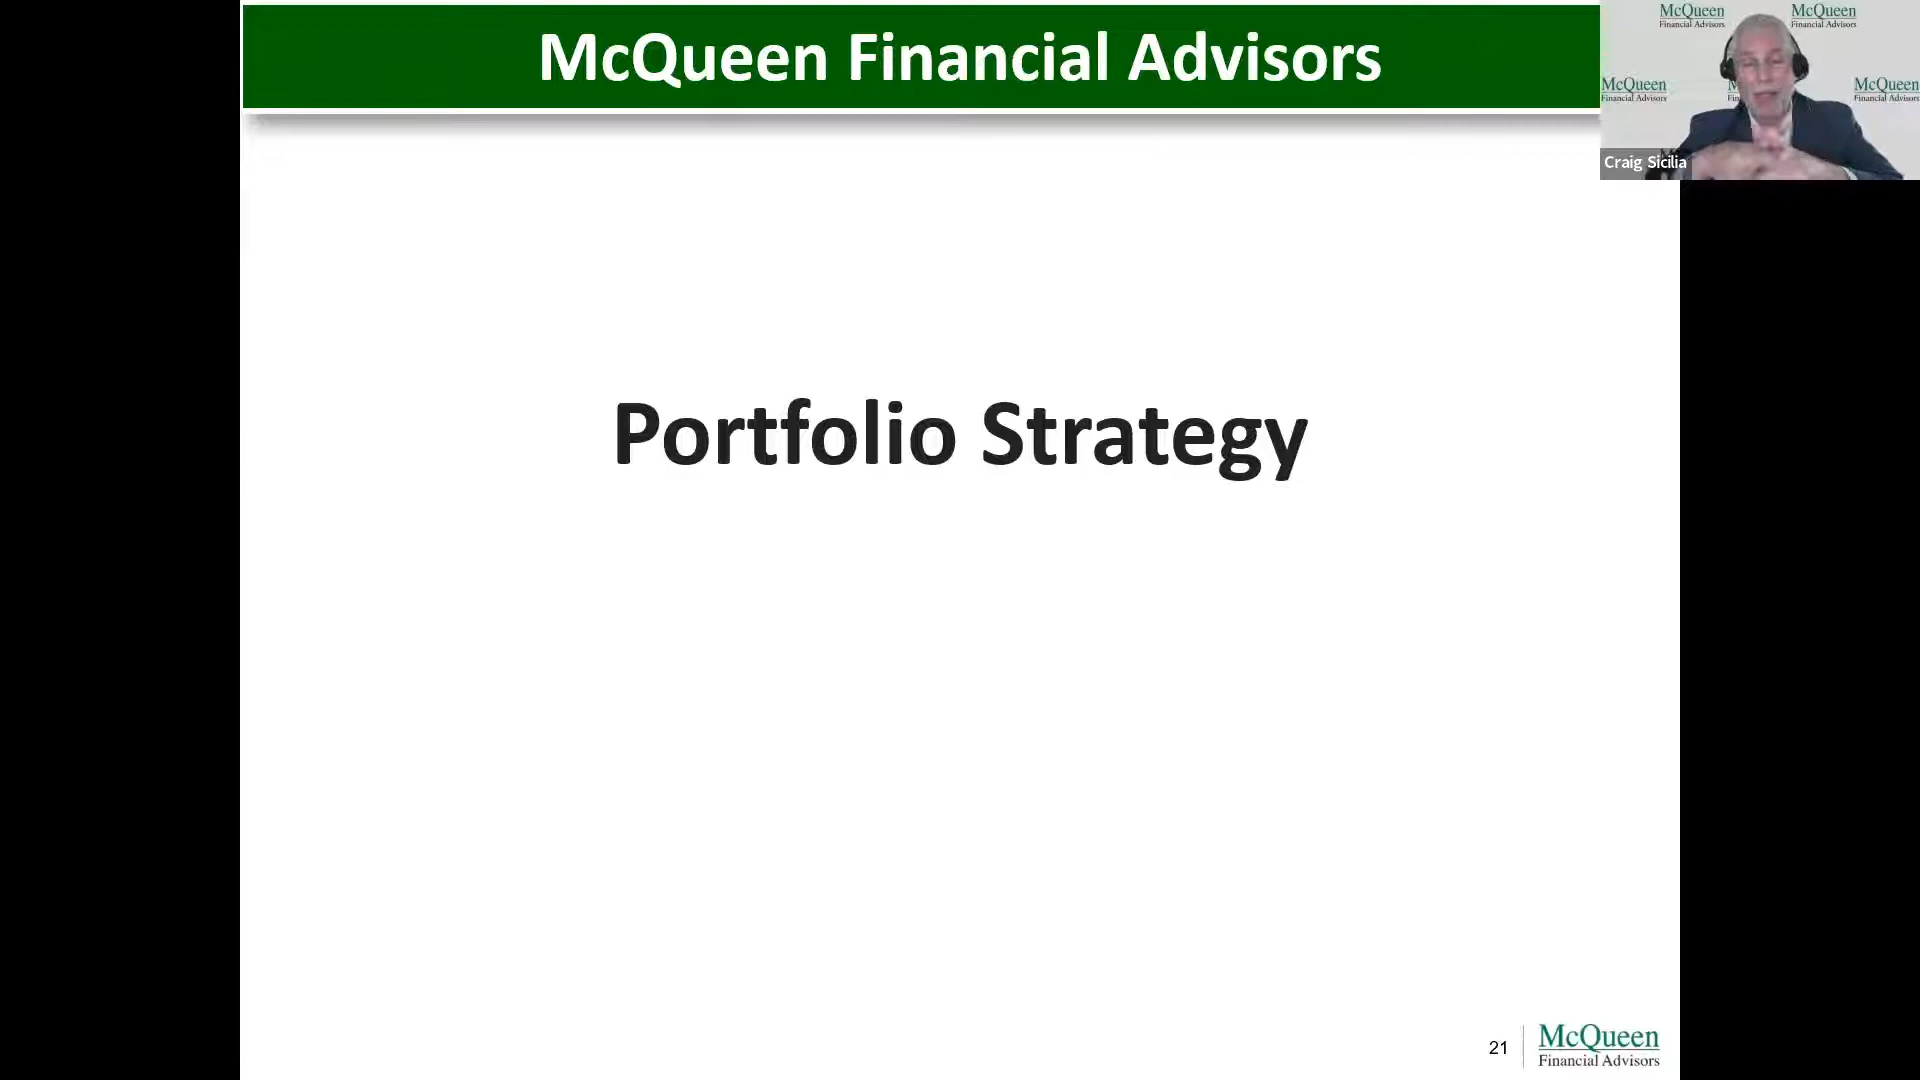 McQueen Financial Advisors
McQueen
Financial Advisors
McQueen
Financial Advisors
McQueen
Financial Advisors
M
Fin
McQueen
Financial Advisors
Craig Sicilia
Portfolio Strategy
21
McQueen
Financial Advisors